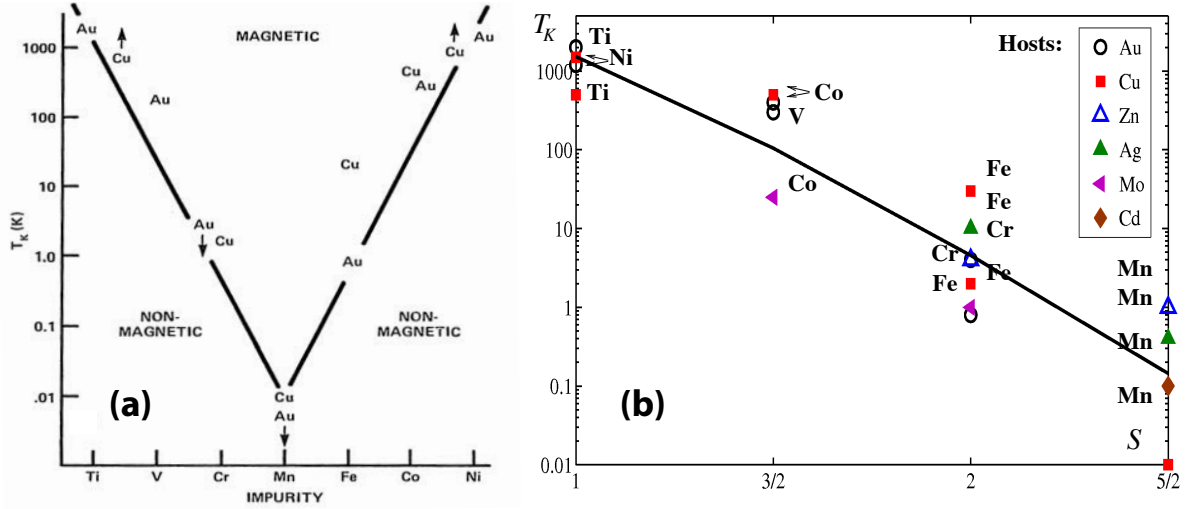 Au
Cu
MAGNETIC
Cu
Au
1000
Cu
Au
Au
100
Cu
10
Au
Cu
1.0
Au
T_K (K)
NON-
MAGNETIC
NON-
MAGNETIC
0.1
.01
Cu
Au
(a)
Ti V Cr Mn Fe Co Ni
IMPURITY
T_K
1000
100
10
1
0.1
0.01
Ti
Ni
Ti
Co
V
Co
Fe
Fe
Cr
Cr
Fe
Fe
Mn
Mn
Mn
Mn
Hosts:
Au
Cu
Zn
Ag
Mo
Cd
(b)
S
1 3/2 2 5/2